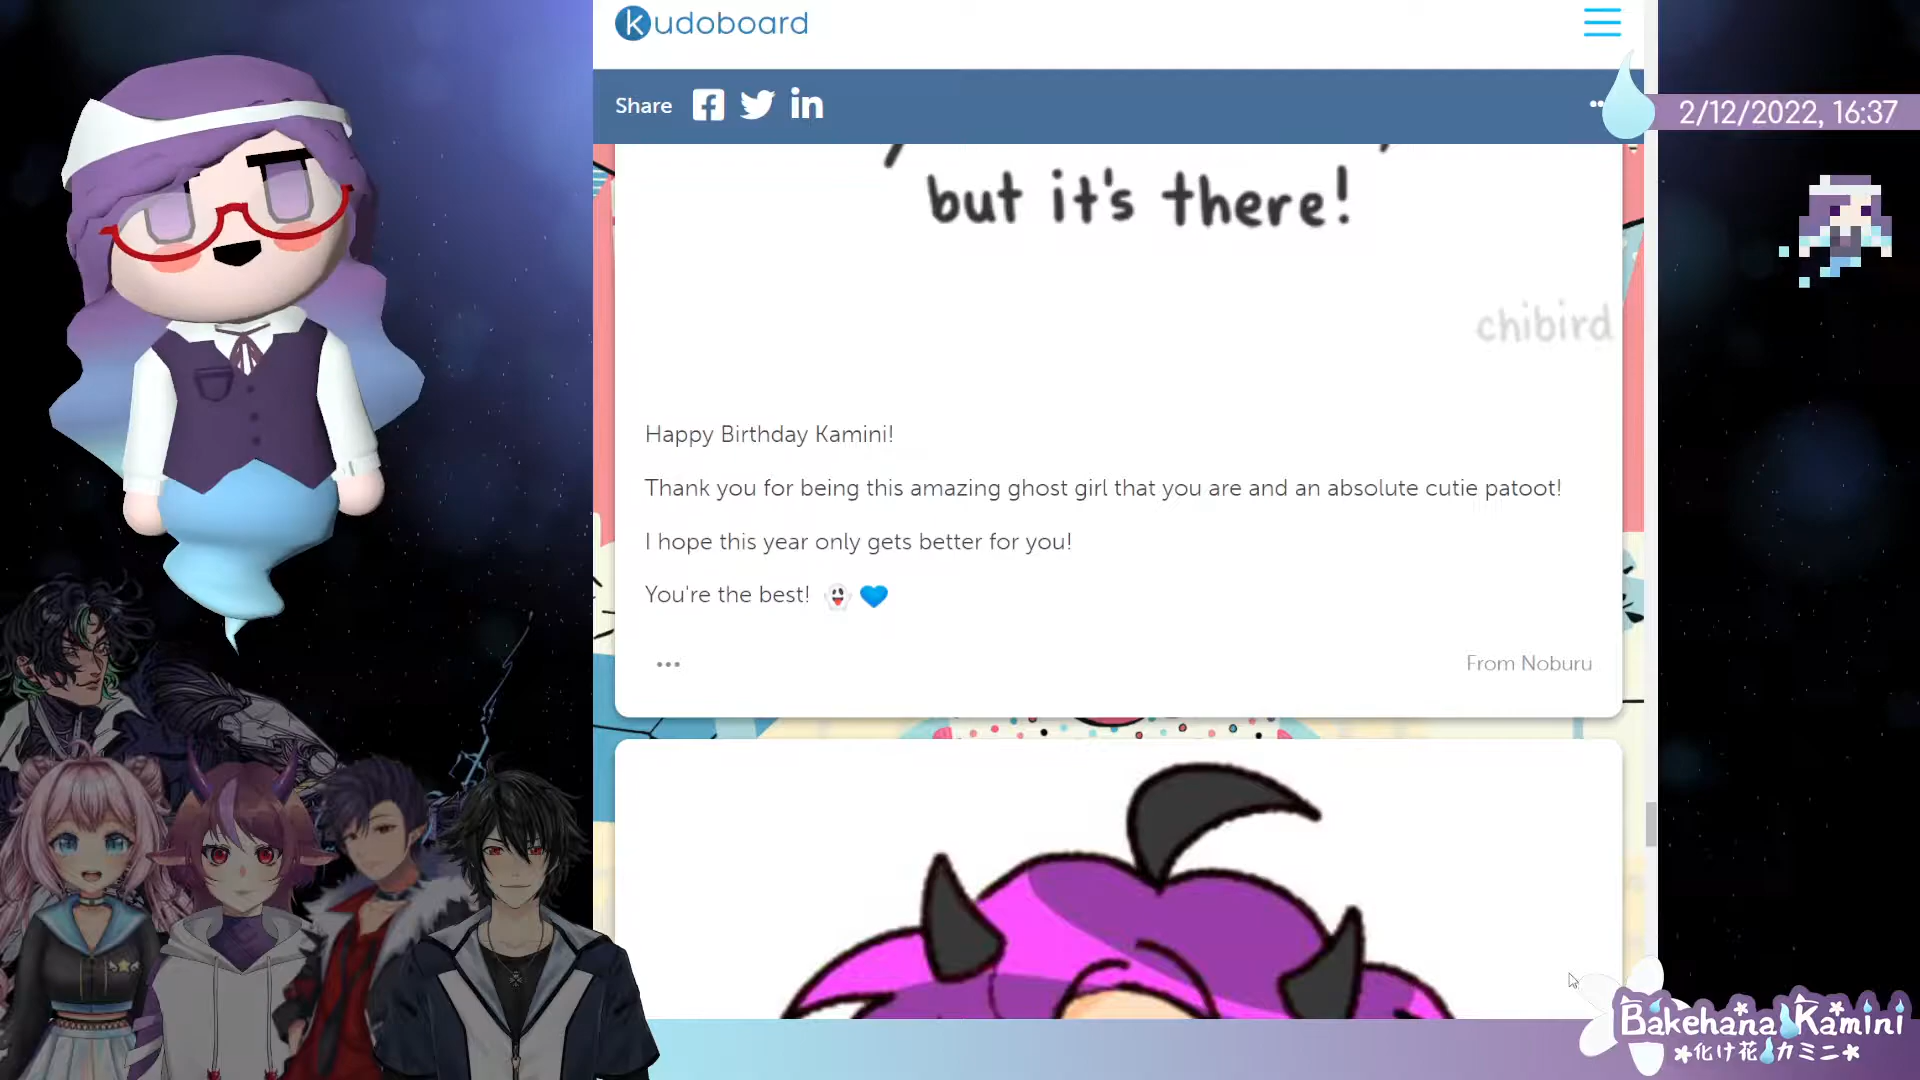 kudoboard
Share
2/12/2022, 16:37
but it's there!
chibird
Happy Birthday Kamini!
Thank you for being this amazing ghost girl that you are and an absolute cutie patoot!
I hope this year only gets better for you!
You're the best! 👻 💙
From Noburu
Bakehana Kamini
化け花カミニ